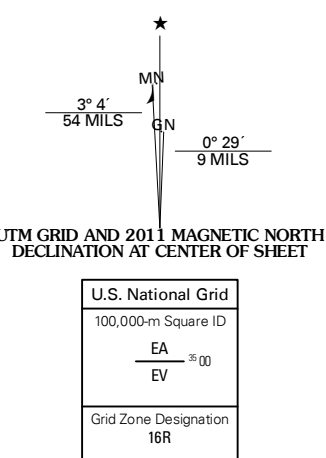 ★
MN
3° 4´
54 MILS
GN
0° 29´
9 MILS
UTM GRID AND 2011 MAGNETIC NORTH
DECLINATION AT CENTER OF SHEET
U.S. National Grid
100,000-m Square ID
EA
35 00
EV
Grid Zone Designation
16R